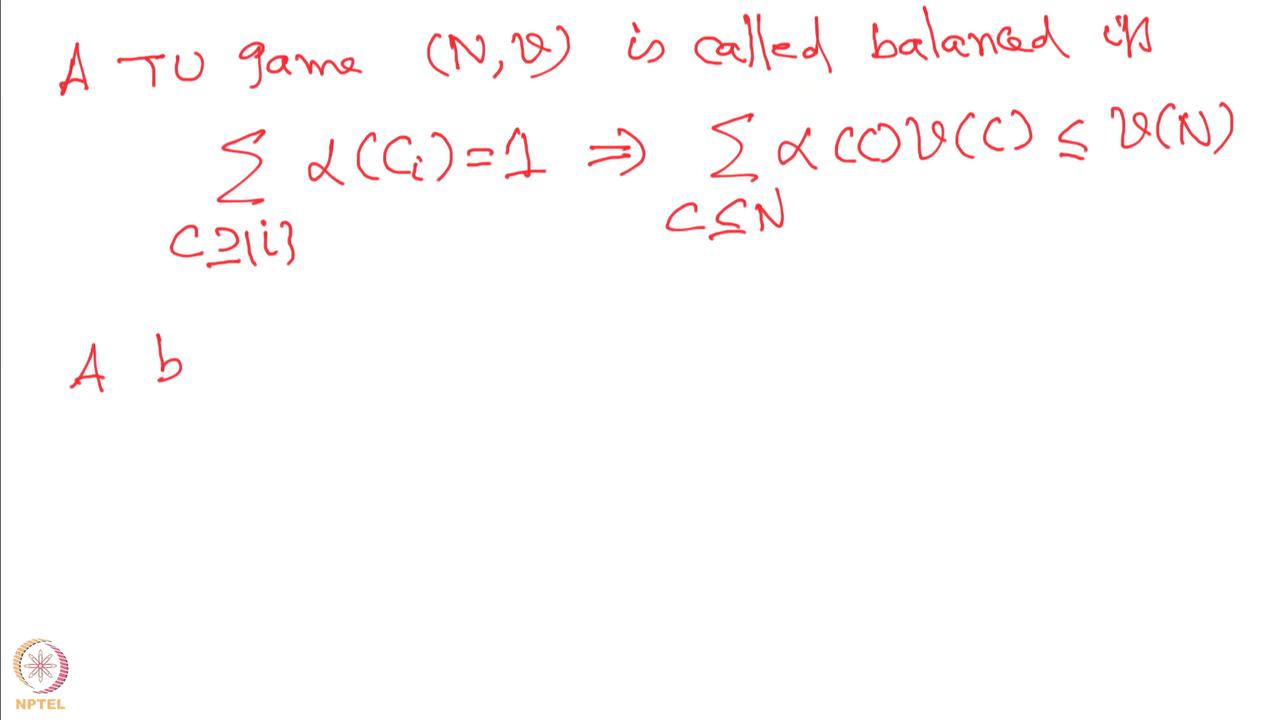 A TU game (N, v) is called balanced if
∑ α(Cᵢ) = 1 ⇒ ∑ α(C) v(C) ≤ v(N)
C ⊇ {i} C ⊆ N
A b
NPTEL